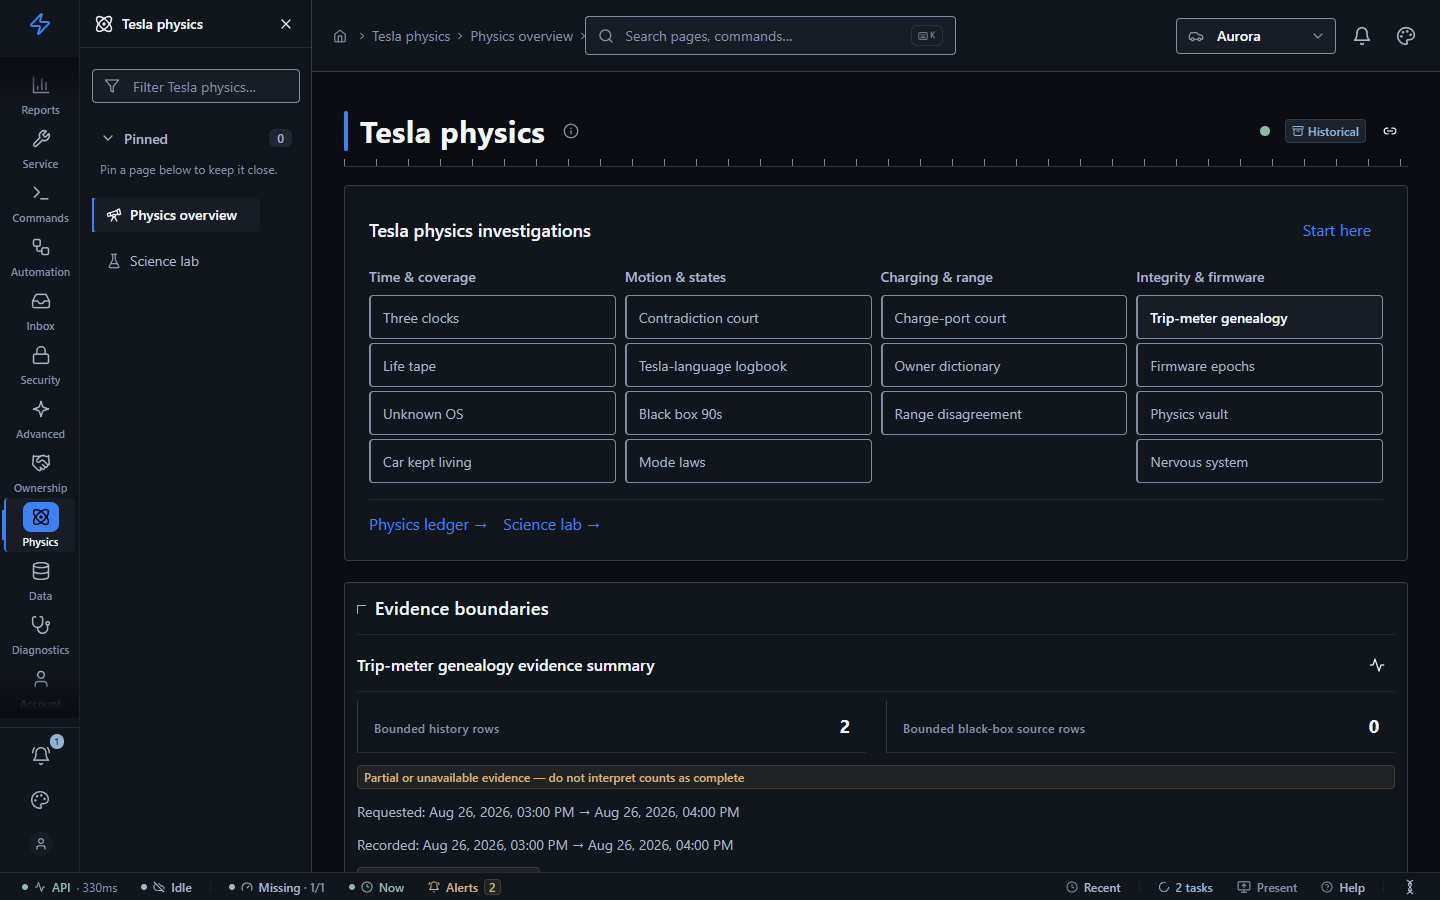 Tesla physics
Tesla physics
Physics overview
Search pages, commands...
K
Aurora
Reports
Service
Commands
Automation
Inbox
Security
Advanced
Ownership
Physics
Data
Diagnostics
Account
1
Filter Tesla physics...
Pinned
0
Pin a page below to keep it close.
Physics overview
Science lab
Tesla physics
Historical
Tesla physics investigations
Start here
Time & coverage
Three clocks
Life tape
Unknown OS
Car kept living
Motion & states
Contradiction court
Tesla-language logbook
Black box 90s
Mode laws
Charging & range
Charge-port court
Owner dictionary
Range disagreement
Integrity & firmware
Trip-meter genealogy
Firmware epochs
Physics vault
Nervous system
Physics ledger →
Science lab →
Evidence boundaries
Trip-meter genealogy evidence summary
Bounded history rows
2
Bounded black-box source rows
0
Partial or unavailable evidence — do not interpret counts as complete
Requested: Aug 26, 2026, 03:00 PM → Aug 26, 2026, 04:00 PM
Recorded: Aug 26, 2026, 03:00 PM → Aug 26, 2026, 04:00 PM
API · 330ms
Idle
Missing · 1/1
Now
Alerts 2
Recent
2 tasks
Present
Help